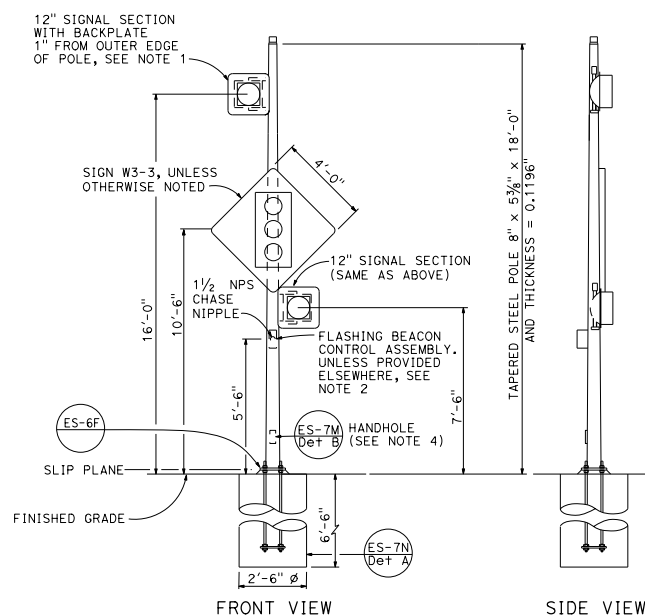 12" SIGNAL SECTION
WITH BACKPLATE
1" FROM OUTER EDGE
OF POLE, SEE NOTE 1
SIGN W3-3, UNLESS
OTHERWISE NOTED
4'-0"
12" SIGNAL SECTION
(SAME AS ABOVE)
1½ NPS
CHASE
NIPPLE
FLASHING BEACON
CONTROL ASSEMBLY.
UNLESS PROVIDED
ELSEWHERE, SEE
NOTE 2
16'-0"
10'-6"
5'-6"
7'-6"
TAPERED STEEL POLE 8" x 5⅜" x 18'-0"
AND THICKNESS = 0.1196"
ES-6F
ES-7M
Det B
HANDHOLE
(SEE NOTE 4)
SLIP PLANE
FINISHED GRADE
6'-6"
ES-7N
Det A
2'-6" ø
FRONT VIEW
SIDE VIEW